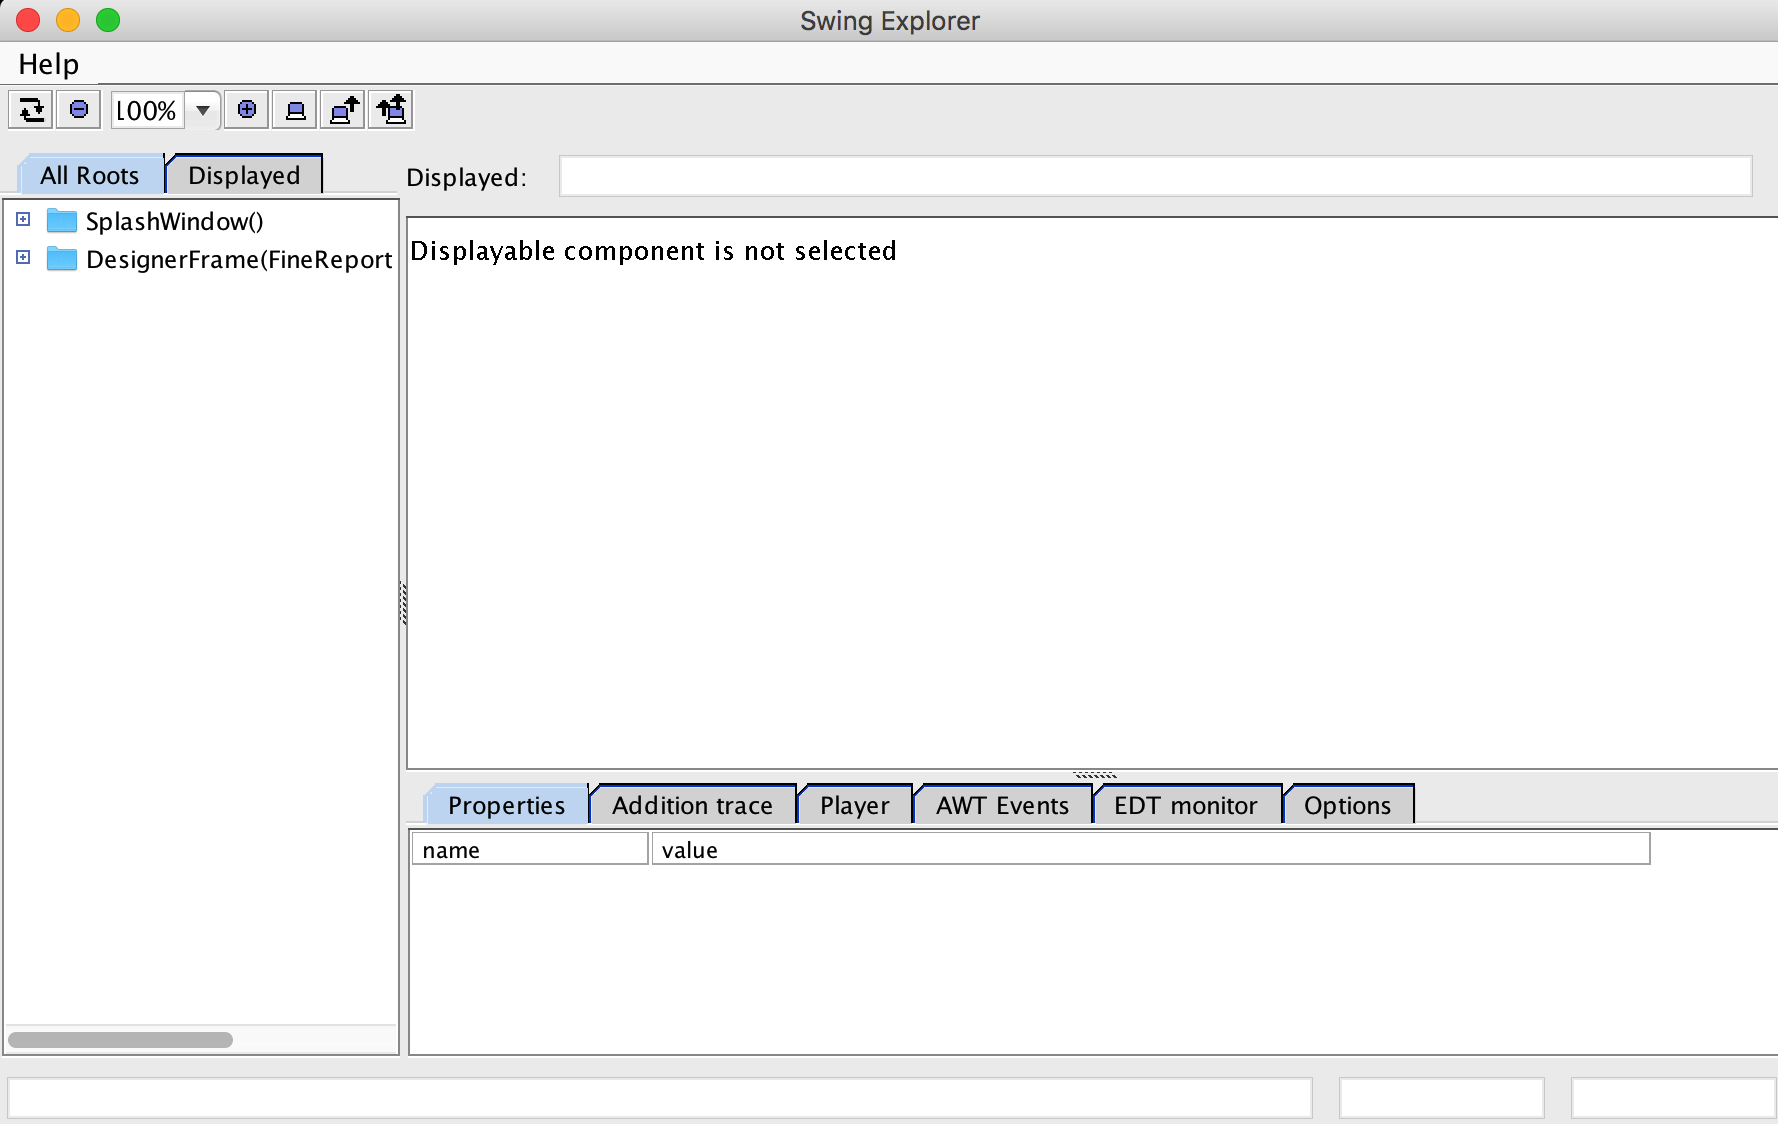 Swing Explorer
Help
100%
All Roots Displayed
Displayed:
SplashWindow()
DesignerFrame(FineReport
Displayable component is not selected
Properties Addition trace Player AWT Events EDT monitor Options
name value